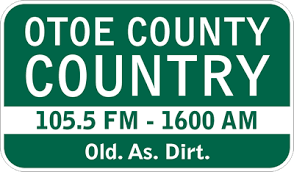 OTOE COUNTY
COUNTRY
105.5 FM - 1600 AM
Old. As. Dirt.